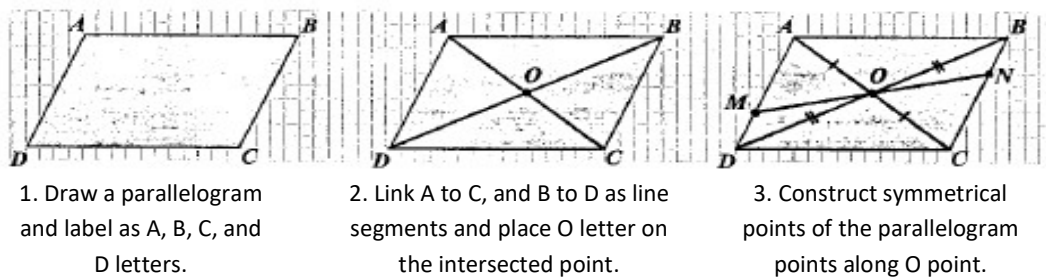 A B
D C
A B
O
D C
A B
O N
M
D C
1. Draw a parallelogram
and label as A, B, C, and
D letters.
2. Link A to C, and B to D as line
segments and place O letter on
the intersected point.
3. Construct symmetrical
points of the parallelogram
points along O point.